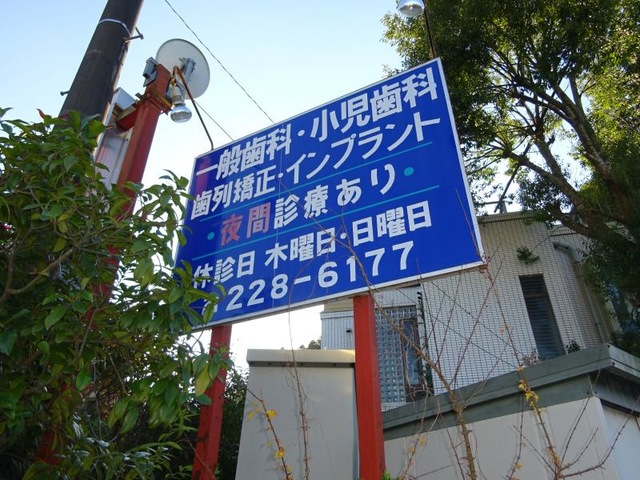 一般歯科・小児歯科
歯列矯正・インプラント
・夜間診療あり・
休診日 木曜日・日曜日
228-6177